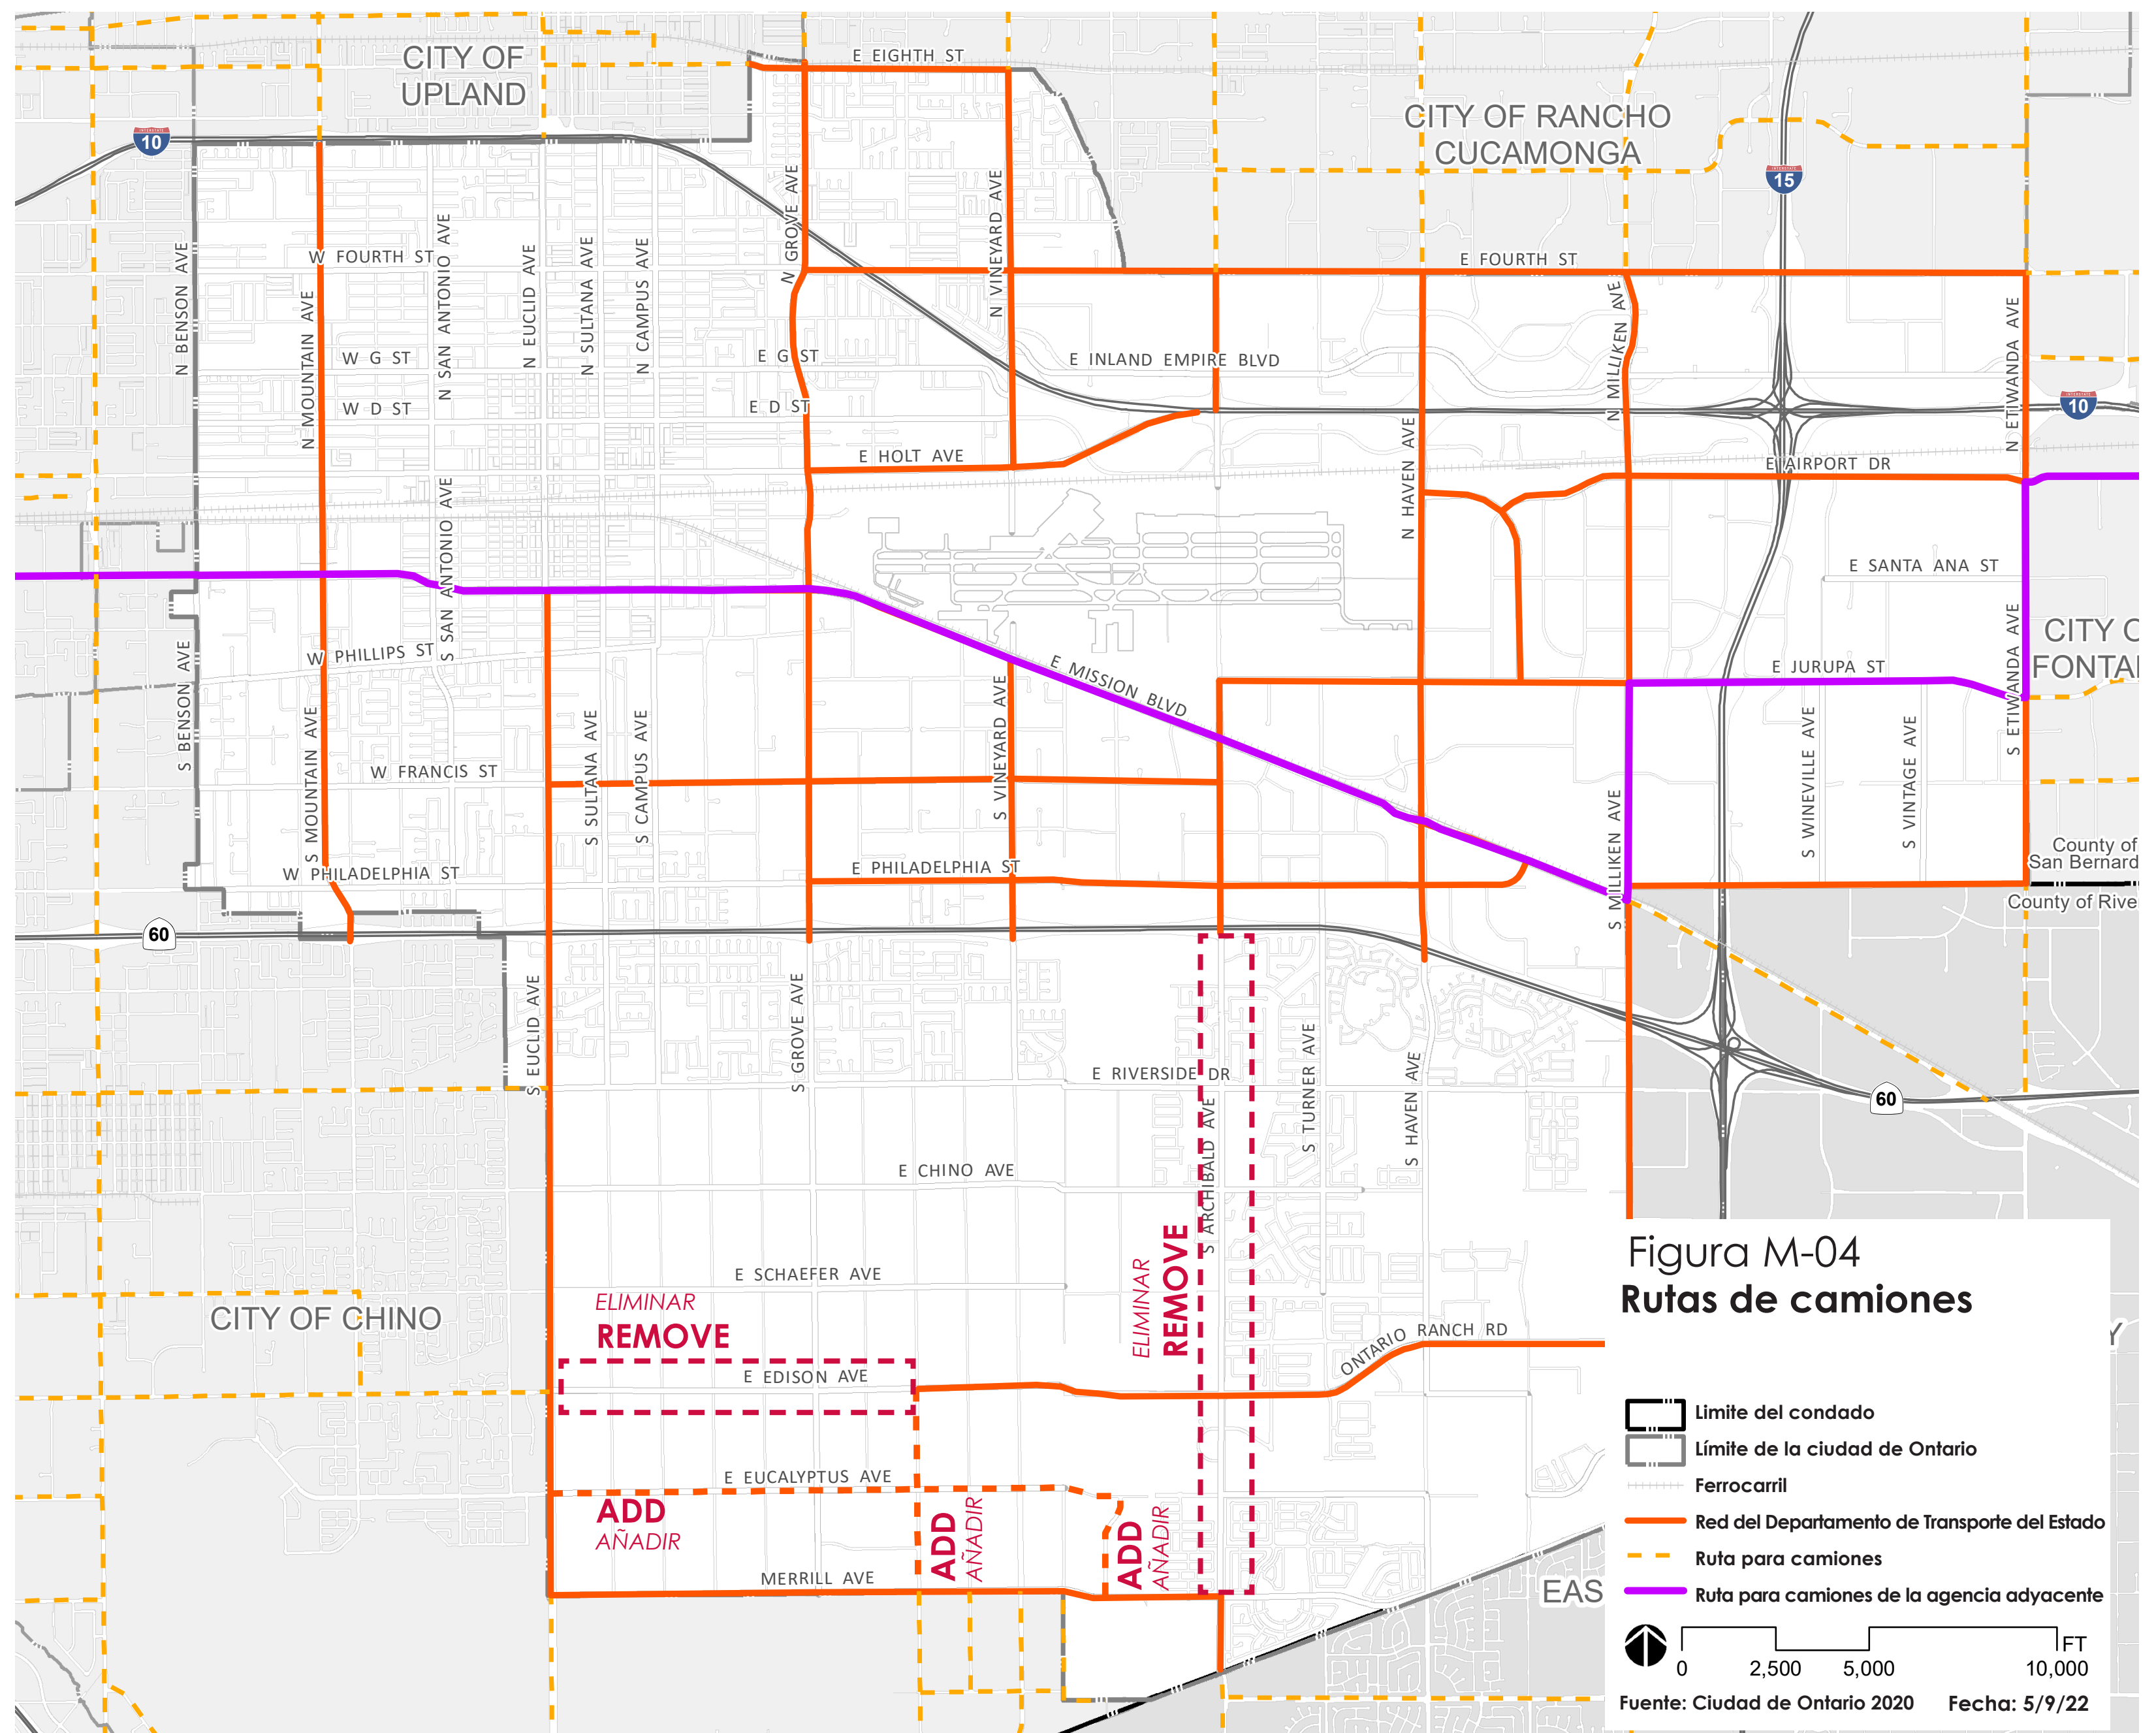 CITY OF
UPLAND
E EIGHTH ST
CITY OF RANCHO
CUCAMONGA
INTERSTATE
10
INTERSTATE
15
N GROVE AVE
N VINEYARD AVE
W FOURTH ST
E FOURTH ST
N BENSON AVE
N MOUNTAIN AVE
N SAN ANTONIO AVE
N EUCLID AVE
N SULTANA AVE
N CAMPUS AVE
N MILLIKEN AVE
N ETIWANDA AVE
W G ST
E G ST
E INLAND EMPIRE BLVD
W D ST
E D ST
INTERSTATE
10
N HAVEN AVE
E HOLT AVE
E AIRPORT DR
S SAN ANTONIO AVE
E SANTA ANA ST
S BENSON AVE
W PHILLIPS ST
E MISSION BLVD
E JURUPA ST
S ETIWANDA AVE
CITY O
FONTA
S MOUNTAIN AVE
S SULTANA AVE
S CAMPUS AVE
S VINEYARD AVE
S WINEVILLE AVE
S VINTAGE AVE
W FRANCIS ST
S MILLIKEN AVE
County of
San Bernard
W PHILADELPHIA ST
E PHILADELPHIA ST
County of Rive
60
S EUCLID AVE
S GROVE AVE
E RIVERSIDE DR
S TURNER AVE
S HAVEN AVE
60
S ARCHIBALD AVE
E CHINO AVE
E SCHAEFER AVE
ELIMINAR
REMOVE
ELIMINAR
REMOVE
CITY OF CHINO
ONTARIO RANCH RD
E EDISON AVE
E EUCALYPTUS AVE
ADD
AÑADIR
ADD
AÑADIR
ADD
AÑADIR
MERRILL AVE
EAS
Y
Figura M-04
Rutas de camiones
Limite del condado
Límite de la ciudad de Ontario
Ferrocarril
Red del Departamento de Transporte del Estado
Ruta para camiones
Ruta para camiones de la agencia adyacente
FT
0 2,500 5,000 10,000
Fuente: Ciudad de Ontario 2020 Fecha: 5/9/22